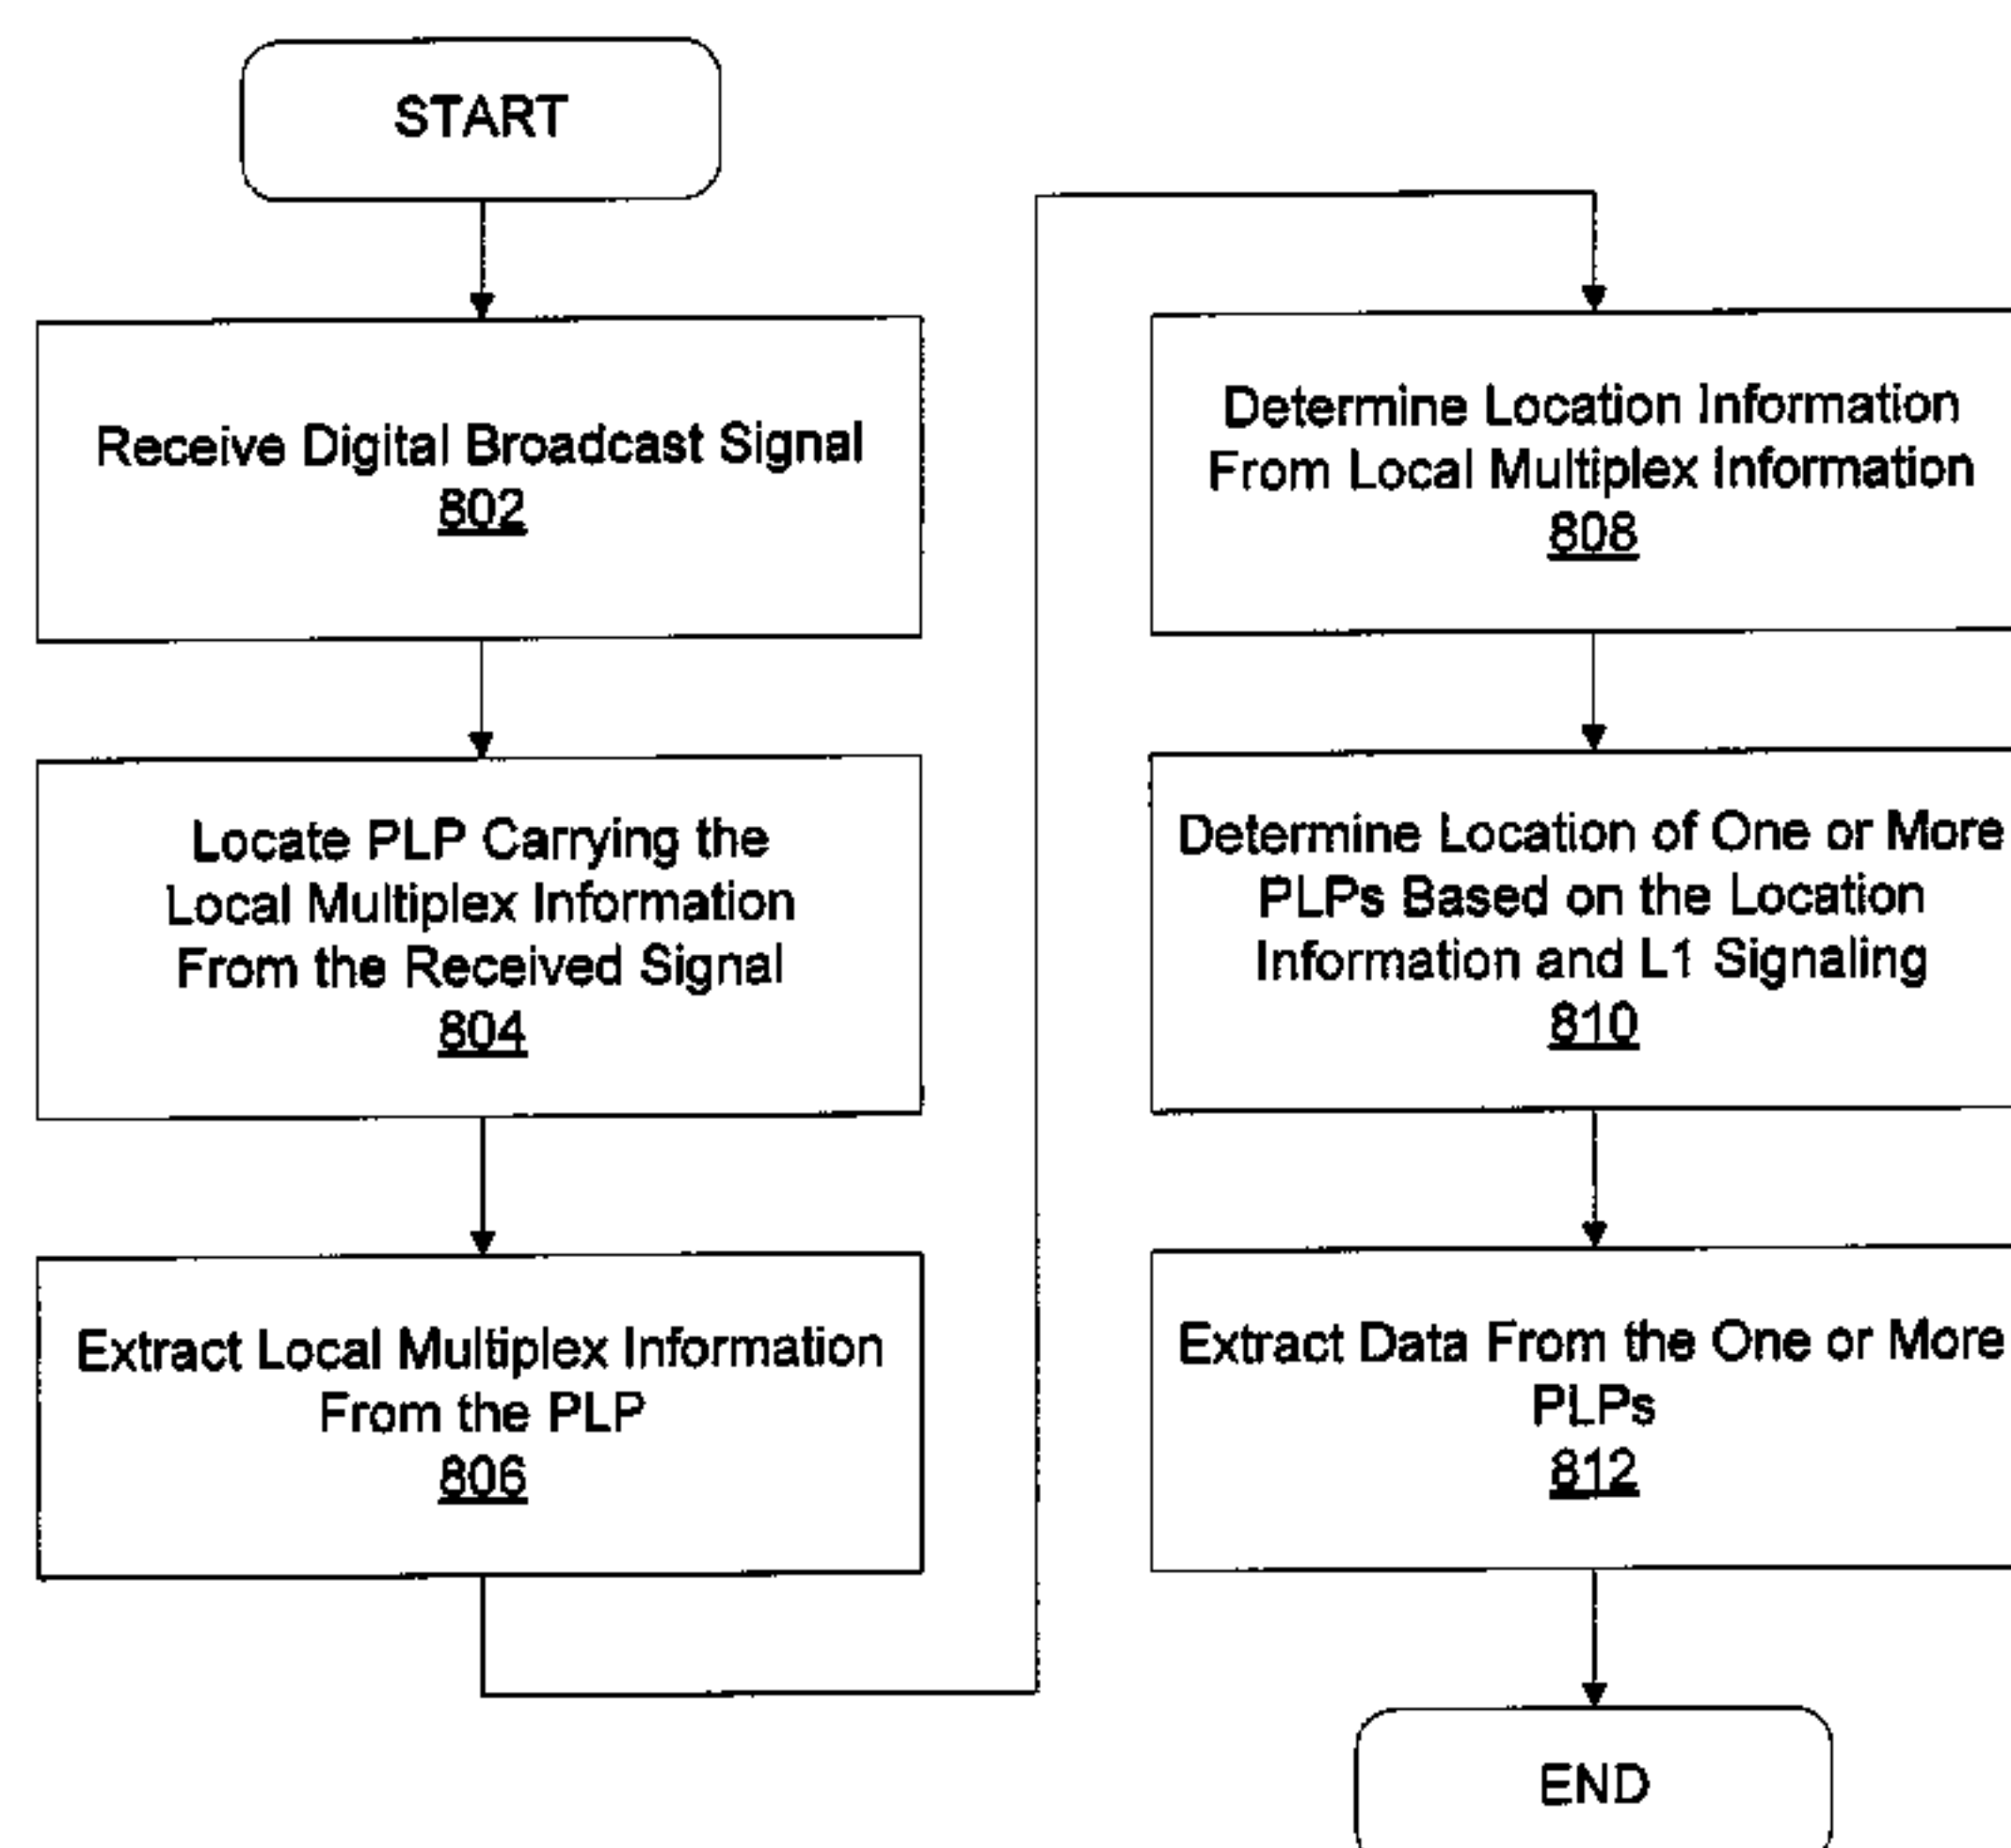 START
Receive Digital Broadcast Signal
802
Locate PLP Carrying the
Local Multiplex Information
From the Received Signal
804
Extract Local Multiplex Information
From the PLP
806
Determine Location Information
From Local Multiplex Information
808
Determine Location of One or More
PLPs Based on the Location
Information and L1 Signaling
810
Extract Data From the One or More
PLPs
812
END